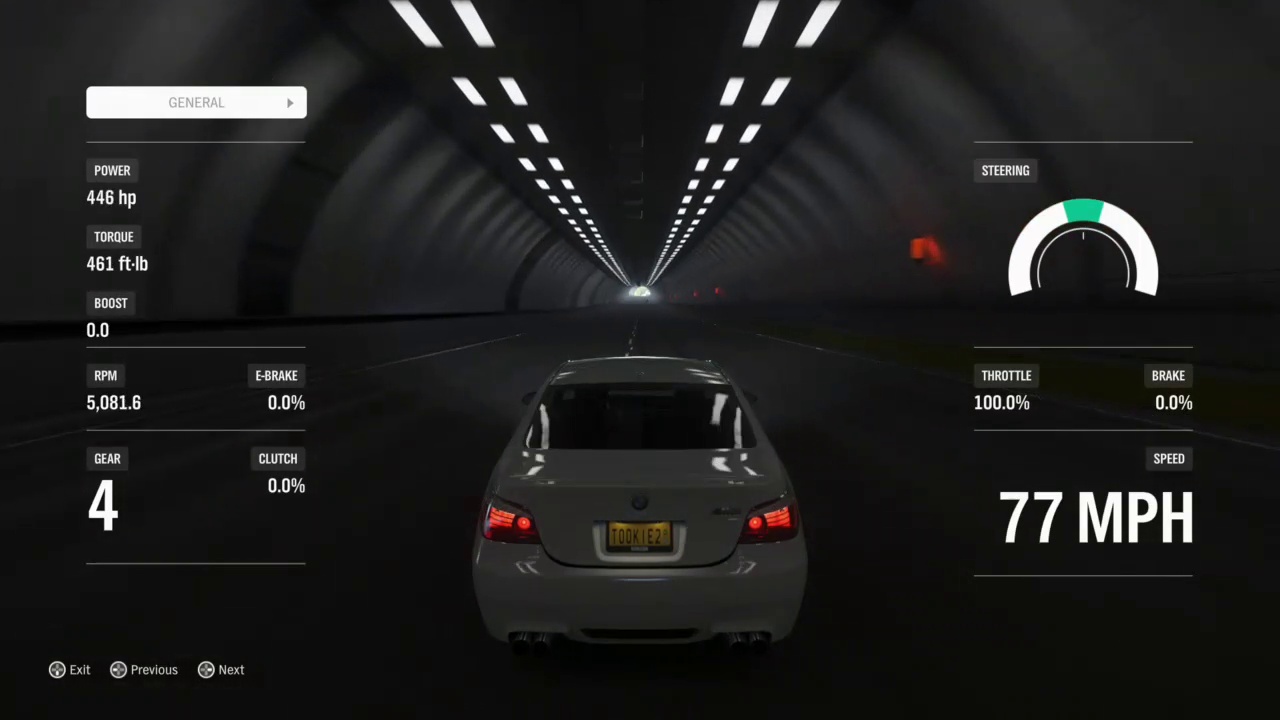 GENERAL
POWER
446 hp
TORQUE
461 ft·lb
BOOST
0.0
RPM
E-BRAKE
5,081.6
0.0%
GEAR
CLUTCH
4
0.0%
STEERING
THROTTLE
BRAKE
100.0%
0.0%
SPEED
77 MPH
TOOKIE2
Exit
Previous
Next